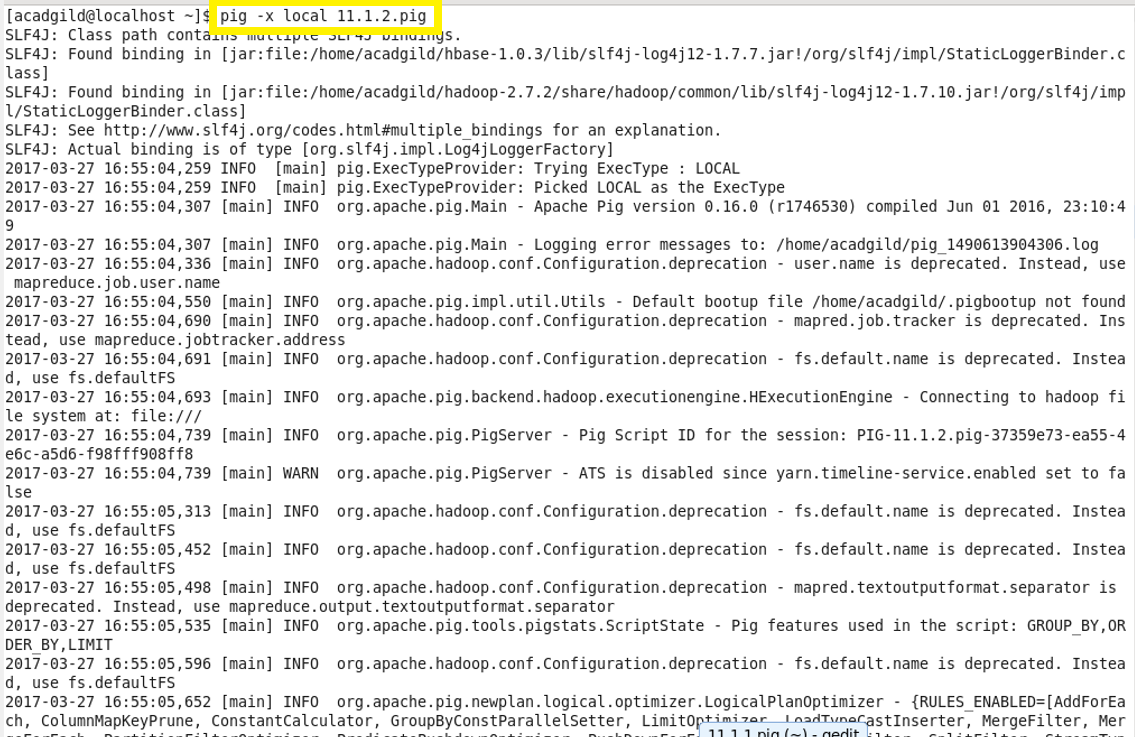 [acadgild@localhost ~]$ pig -x local 11.1.2.pig
SLF4J: Class path contains multiple SLF4J bindings.
SLF4J: Found binding in [jar:file:/home/acadgild/hbase-1.0.3/lib/slf4j-log4j12-1.7.7.jar!/org/slf4j/impl/StaticLoggerBinder.c
lass]
SLF4J: Found binding in [jar:file:/home/acadgild/hadoop-2.7.2/share/hadoop/common/lib/slf4j-log4j12-1.7.10.jar!/org/slf4j/imp
l/StaticLoggerBinder.class]
SLF4J: See http://www.slf4j.org/codes.html#multiple_bindings for an explanation.
SLF4J: Actual binding is of type [org.slf4j.impl.Log4jLoggerFactory]
2017-03-27 16:55:04,259 INFO  [main] pig.ExecTypeProvider: Trying ExecType : LOCAL
2017-03-27 16:55:04,259 INFO  [main] pig.ExecTypeProvider: Picked LOCAL as the ExecType
2017-03-27 16:55:04,307 [main] INFO  org.apache.pig.Main - Apache Pig version 0.16.0 (r1746530) compiled Jun 01 2016, 23:10:4
9
2017-03-27 16:55:04,307 [main] INFO  org.apache.pig.Main - Logging error messages to: /home/acadgild/pig_1490613904306.log
2017-03-27 16:55:04,336 [main] INFO  org.apache.hadoop.conf.Configuration.deprecation - user.name is deprecated. Instead, use
 mapreduce.job.user.name
2017-03-27 16:55:04,550 [main] INFO  org.apache.pig.impl.util.Utils - Default bootup file /home/acadgild/.pigbootup not found
2017-03-27 16:55:04,690 [main] INFO  org.apache.hadoop.conf.Configuration.deprecation - mapred.job.tracker is deprecated. Ins
tead, use mapreduce.jobtracker.address
2017-03-27 16:55:04,691 [main] INFO  org.apache.hadoop.conf.Configuration.deprecation - fs.default.name is deprecated. Instea
d, use fs.defaultFS
2017-03-27 16:55:04,693 [main] INFO  org.apache.pig.backend.hadoop.executionengine.HExecutionEngine - Connecting to hadoop fi
le system at: file:///
2017-03-27 16:55:04,739 [main] INFO  org.apache.pig.PigServer - Pig Script ID for the session: PIG-11.1.2.pig-37359e73-ea55-4
e6c-a5d6-f98fff908ff8
2017-03-27 16:55:04,739 [main] WARN  org.apache.pig.PigServer - ATS is disabled since yarn.timeline-service.enabled set to fa
lse
2017-03-27 16:55:05,313 [main] INFO  org.apache.hadoop.conf.Configuration.deprecation - fs.default.name is deprecated. Instea
d, use fs.defaultFS
2017-03-27 16:55:05,452 [main] INFO  org.apache.hadoop.conf.Configuration.deprecation - fs.default.name is deprecated. Instea
d, use fs.defaultFS
2017-03-27 16:55:05,498 [main] INFO  org.apache.hadoop.conf.Configuration.deprecation - mapred.textoutputformat.separator is
deprecated. Instead, use mapreduce.output.textoutputformat.separator
2017-03-27 16:55:05,535 [main] INFO  org.apache.pig.tools.pigstats.ScriptState - Pig features used in the script: GROUP_BY,OR
DER_BY,LIMIT
2017-03-27 16:55:05,596 [main] INFO  org.apache.hadoop.conf.Configuration.deprecation - fs.default.name is deprecated. Instea
d, use fs.defaultFS
2017-03-27 16:55:05,652 [main] INFO  org.apache.pig.newplan.logical.optimizer.LogicalPlanOptimizer - {RULES_ENABLED=[AddForEa
ch, ColumnMapKeyPrune, ConstantCalculator, GroupByConstParallelSetter, LimitOptimizer, LoadTypeCastInserter, MergeFilter, Mer
11.1.1.pig (~) - gedit